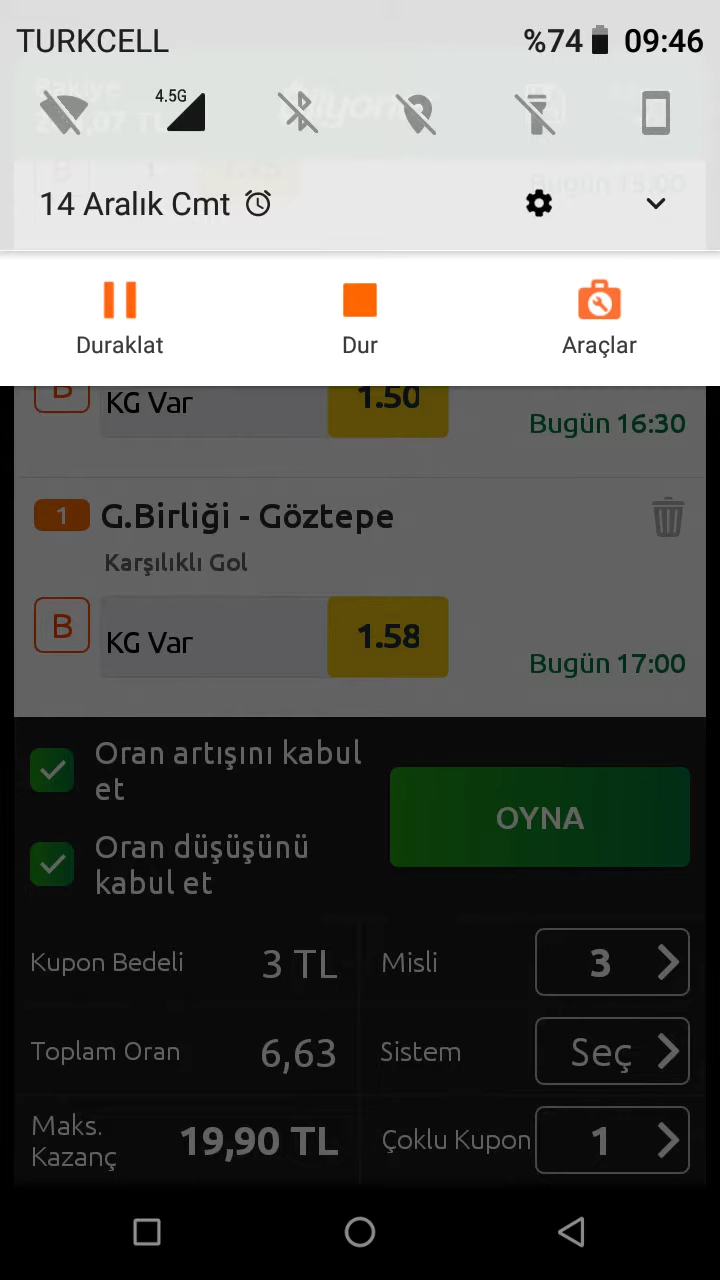 TURKCELL
%74 09:46
4.5G
14 Aralık Cmt
Bugün 15:00
Duraklat
Dur
Araçlar
B
KG Var
1.50
Bugün 16:30
1
G.Birliği - Göztepe
Karşılıklı Gol
B
KG Var
1.58
Bugün 17:00
Oran artışını kabul
et
OYNA
Oran düşüşünü
kabul et
Kupon Bedeli
3 TL
Misli
3
Toplam Oran
6,63
Sistem
Seç
Maks.
Kazanç
19,90 TL
Çoklu Kupon
1